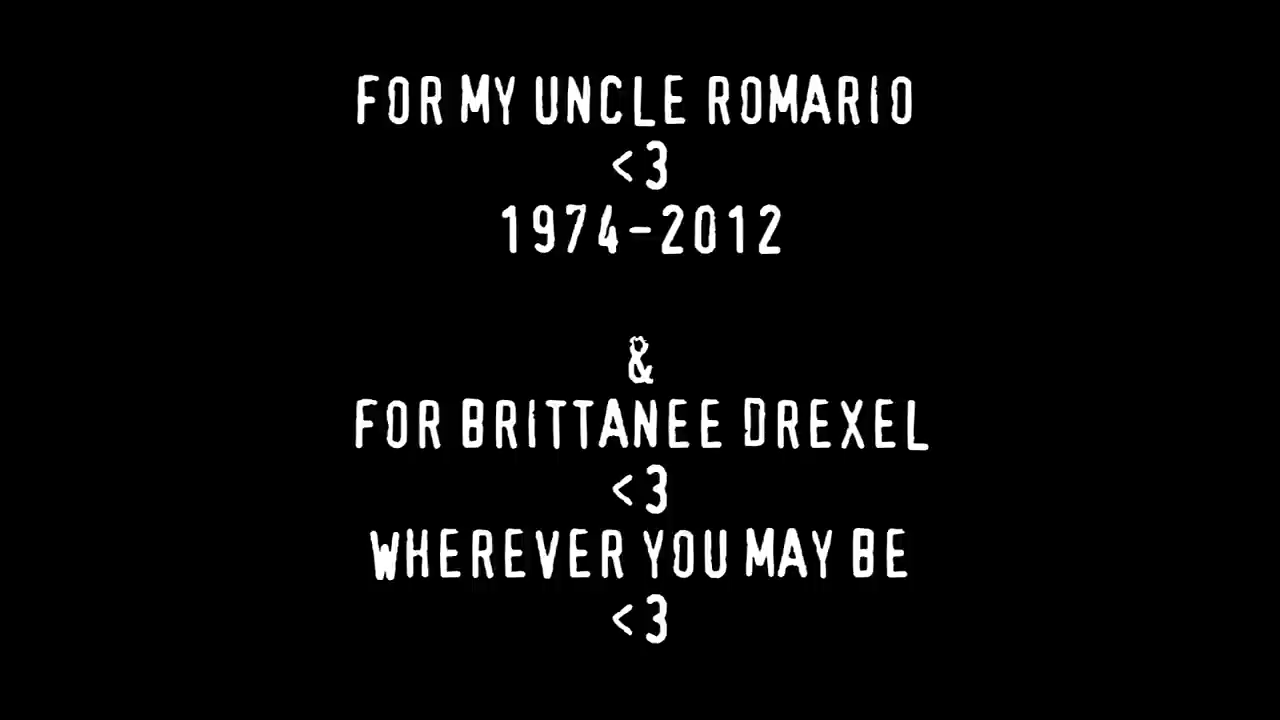 FOR MY UNCLE ROMARIO
<3
1974-2012
&
FOR BRITTANEE DREXEL
<3
WHEREVER YOU MAY BE
<3